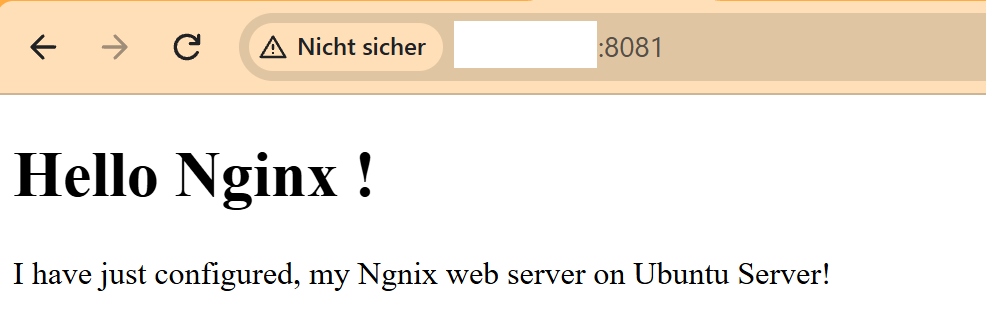 Nicht sicher :8081
Hello Nginx !
I have just configured, my Ngnix web server on Ubuntu Server!